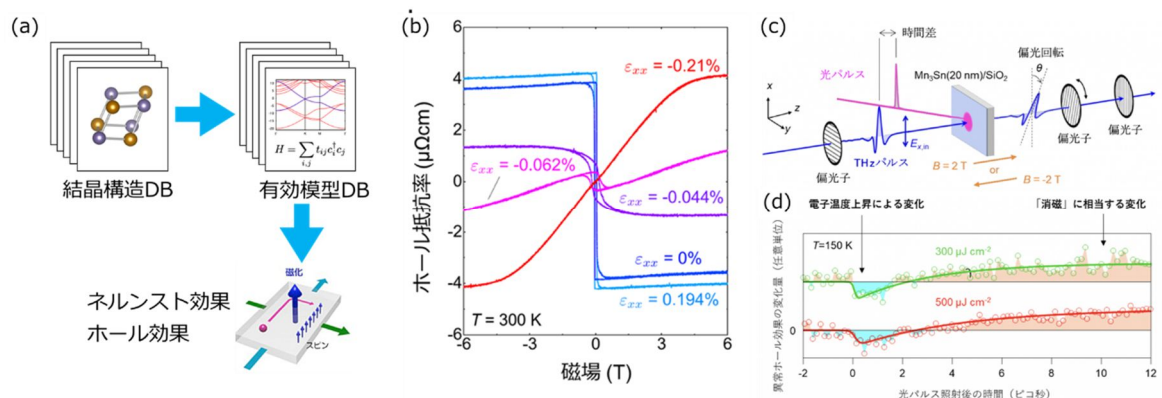 (a)
結晶構造DB
H = ∑ t_ij c_i† c_j
i,j
有効模型DB
ネルンスト効果
ホール効果
磁化
スピン
(b)
ホール抵抗率 (μΩcm)
6
4
2
0
-2
-4
-6
ε_xx = -0.21%
ε_xx = -0.062%
ε_xx = -0.044%
ε_xx = 0%
ε_xx = 0.194%
T = 300 K
-6
-3
0
3
6
磁場 (T)
(c)
時間差
光パルス
Mn₃Sn(20 nm)/SiO₂
偏光回転
θ
x
z
y
E_x,in
THzパルス
偏光子
偏光子
偏光子
B = 2 T
or
B = -2 T
(d)
電子温度上昇による変化
「消磁」に相当する変化
異常ホール効果の変化量（任意単位）
T=150 K
300 μJ cm⁻²
500 μJ cm⁻²
0
-2
0
2
4
6
8
10
12
光パルス照射後の時間（ピコ秒）